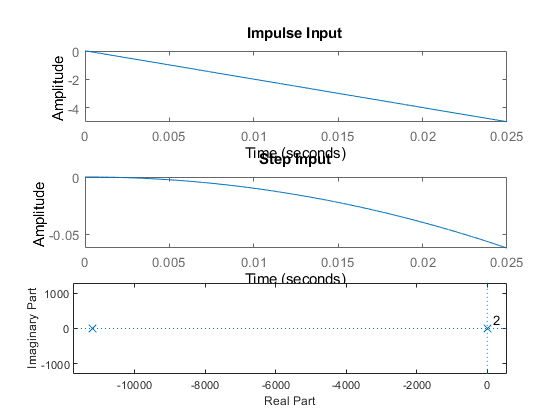 Impulse Input
0
-2
-4
Amplitude
0 0.005 0.01 0.015 0.02 0.025
Time (seconds)
Step Input
0
-0.05
Amplitude
0 0.005 0.01 0.015 0.02 0.025
Time (seconds)
1000
0
-1000
Imaginary Part
2
-10000 -8000 -6000 -4000 -2000 0
Real Part